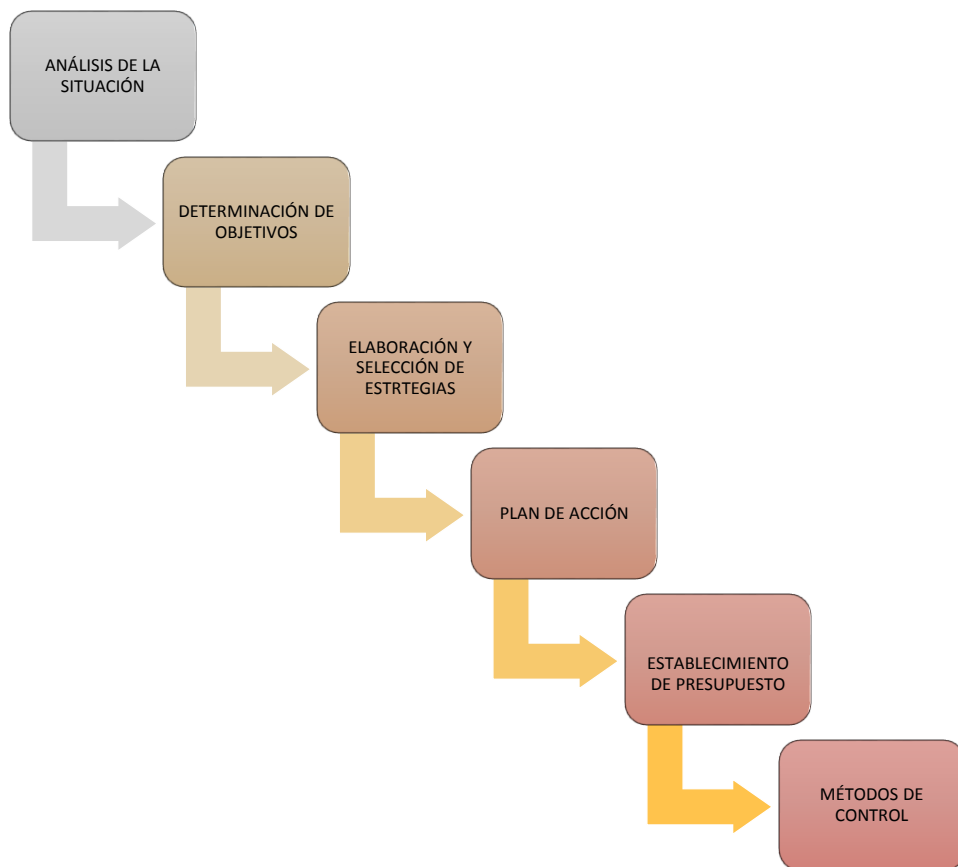 ANÁLISIS DE LA
SITUACIÓN
DETERMINACIÓN DE
OBJETIVOS
ELABORACIÓN Y
SELECCIÓN DE
ESTRTEGIAS
PLAN DE ACCIÓN
ESTABLECIMIENTO
DE PRESUPUESTO
MÉTODOS DE
CONTROL